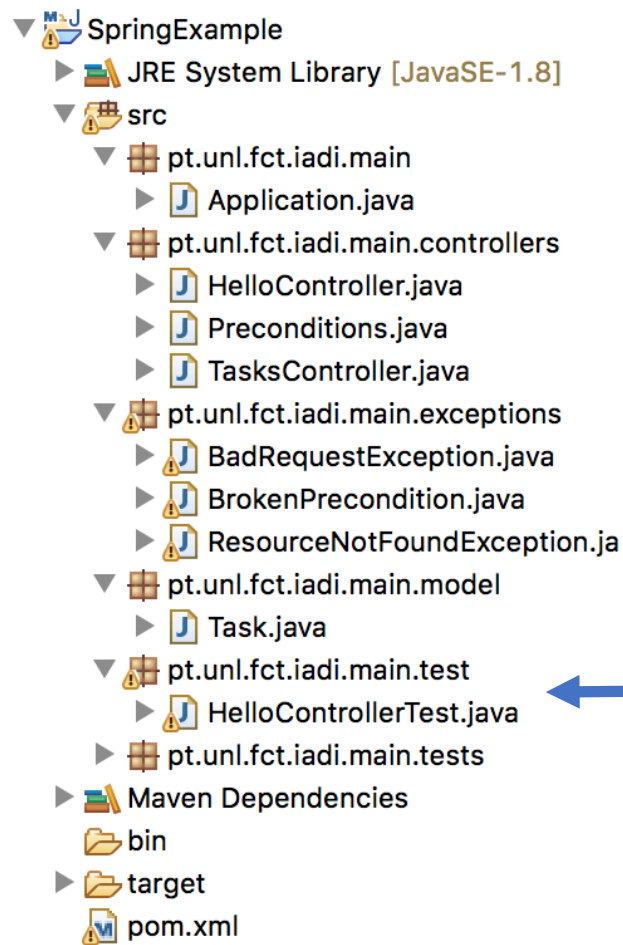 SpringExample
JRE System Library [JavaSE-1.8]
src
pt.unl.fct.iadi.main
Application.java
pt.unl.fct.iadi.main.controllers
HelloController.java
Preconditions.java
TasksController.java
pt.unl.fct.iadi.main.exceptions
BadRequestException.java
BrokenPrecondition.java
ResourceNotFoundException.ja
pt.unl.fct.iadi.main.model
Task.java
pt.unl.fct.iadi.main.test
HelloControllerTest.java
pt.unl.fct.iadi.main.tests
Maven Dependencies
bin
target
pom.xml